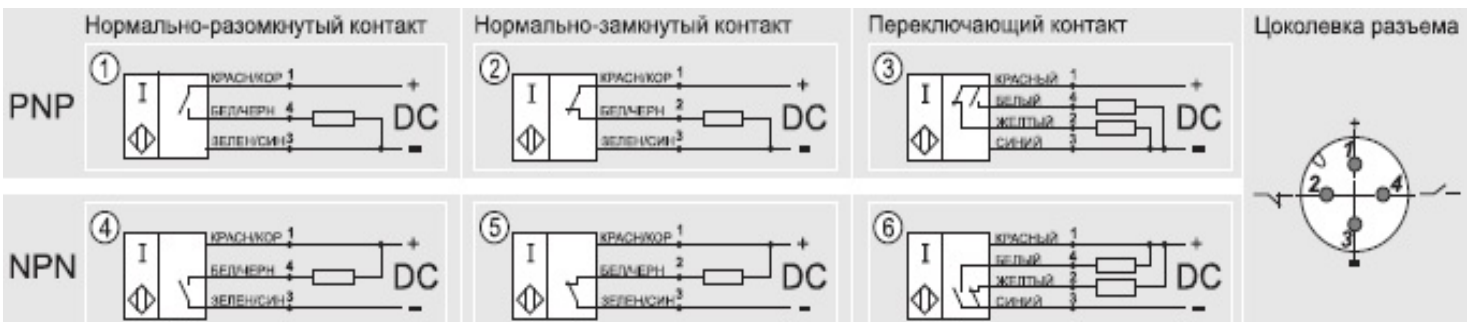 Нормально-разомкнутый контакт
Нормально-замкнутый контакт
Переключающий контакт
Цоколевка разъема
PNP
1
I
КРАСН/КОР 1
БЕЛ/ЧЕРН 4
ЗЕЛЕН/СИН 3
+
DC
-
2
I
КРАСН/КОР 1
БЕЛ/ЧЕРН 2
ЗЕЛЕН/СИН 3
+
DC
-
3
I
КРАСНЫЙ 1
БЕЛЫЙ 4
ЖЕЛТЫЙ 2
СИНИЙ 3
+
DC
-
NPN
4
I
КРАСН/КОР 1
БЕЛ/ЧЕРН 4
ЗЕЛЕН/СИН 3
+
DC
-
5
I
КРАСН/КОР 1
БЕЛ/ЧЕРН 2
ЗЕЛЕН/СИН 3
+
DC
-
6
I
КРАСНЫЙ 1
БЕЛЫЙ 4
ЖЕЛТЫЙ 2
СИНИЙ 3
+
DC
-
+
1
2
4
3
-